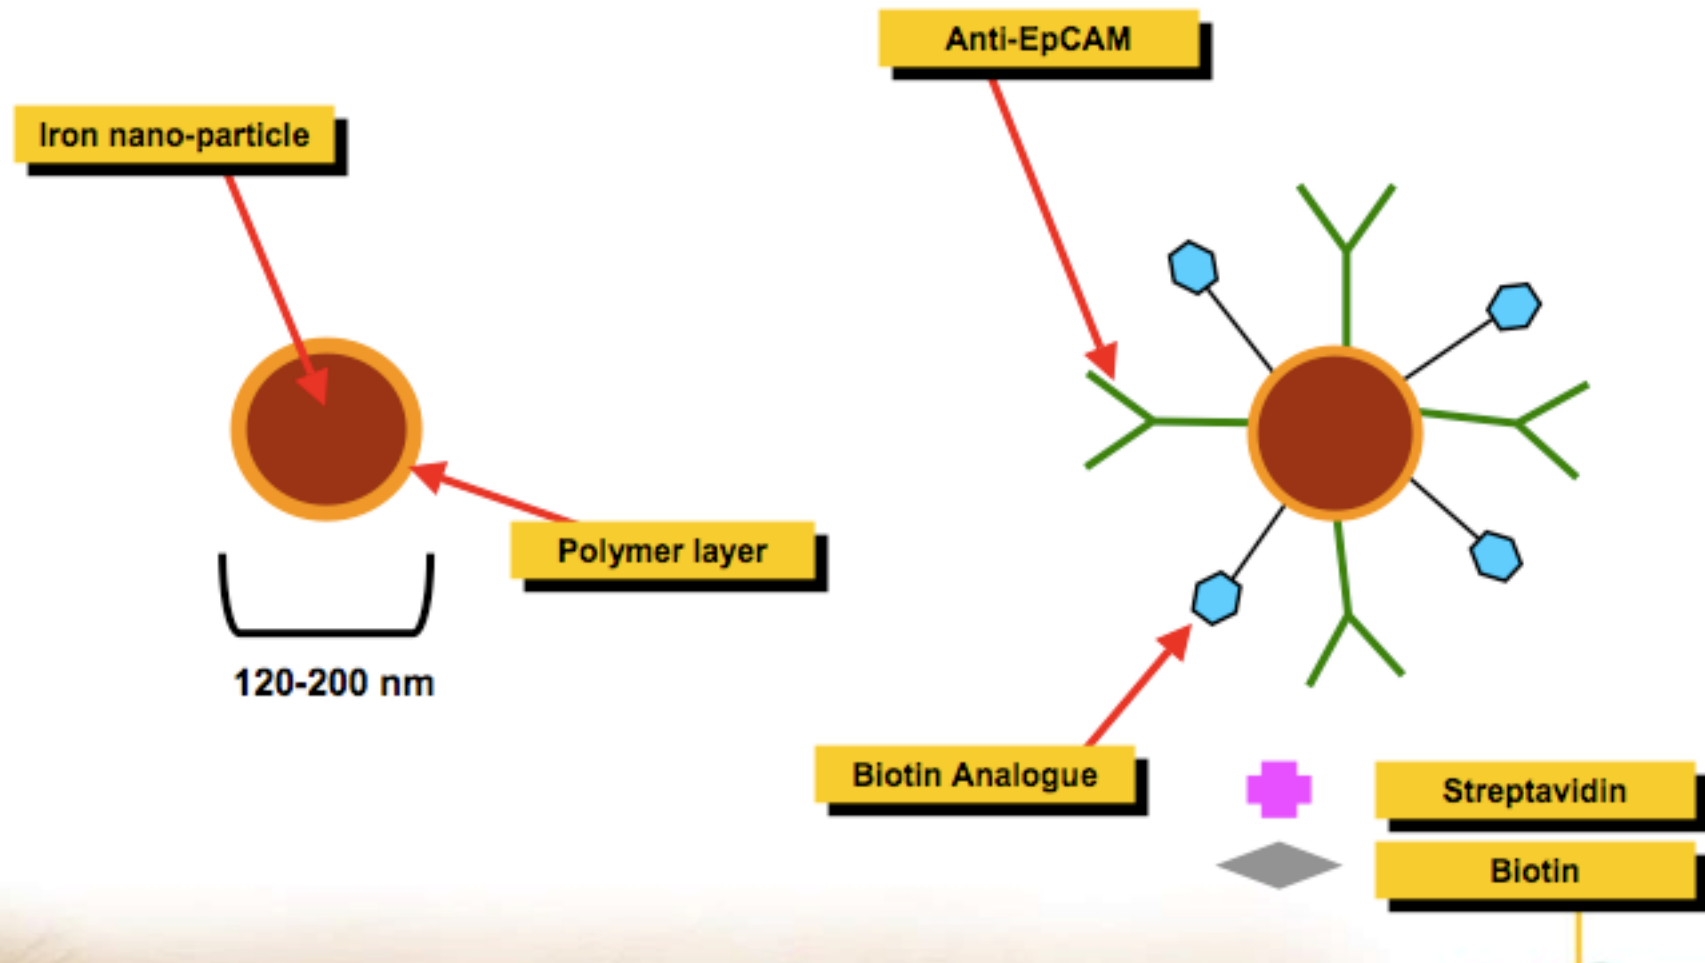 Anti-EpCAM
Iron nano-particle
Polymer layer
120-200 nm
Biotin Analogue
Streptavidin
Biotin